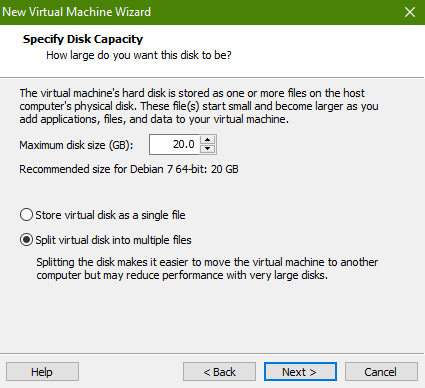 New Virtual Machine Wizard
Specify Disk Capacity
How large do you want this disk to be?
The virtual machine's hard disk is stored as one or more files on the host
computer's physical disk. These file(s) start small and become larger as you
add applications, files, and data to your virtual machine.
Maximum disk size (GB): 20.0
Recommended size for Debian 7 64-bit: 20 GB
Store virtual disk as a single file
Split virtual disk into multiple files
Splitting the disk makes it easier to move the virtual machine to another
computer but may reduce performance with very large disks.
Help < Back Next > Cancel